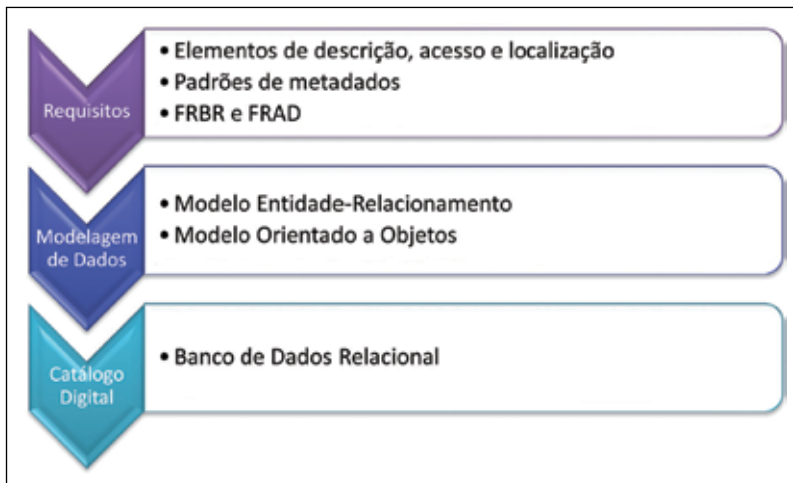 Requisitos
• Elementos de descrição, acesso e localização
• Padrões de metadados
• FRBR e FRAD
Modelagem
de Dados
• Modelo Entidade-Relacionamento
• Modelo Orientado a Objetos
Catálogo
Digital
• Banco de Dados Relacional